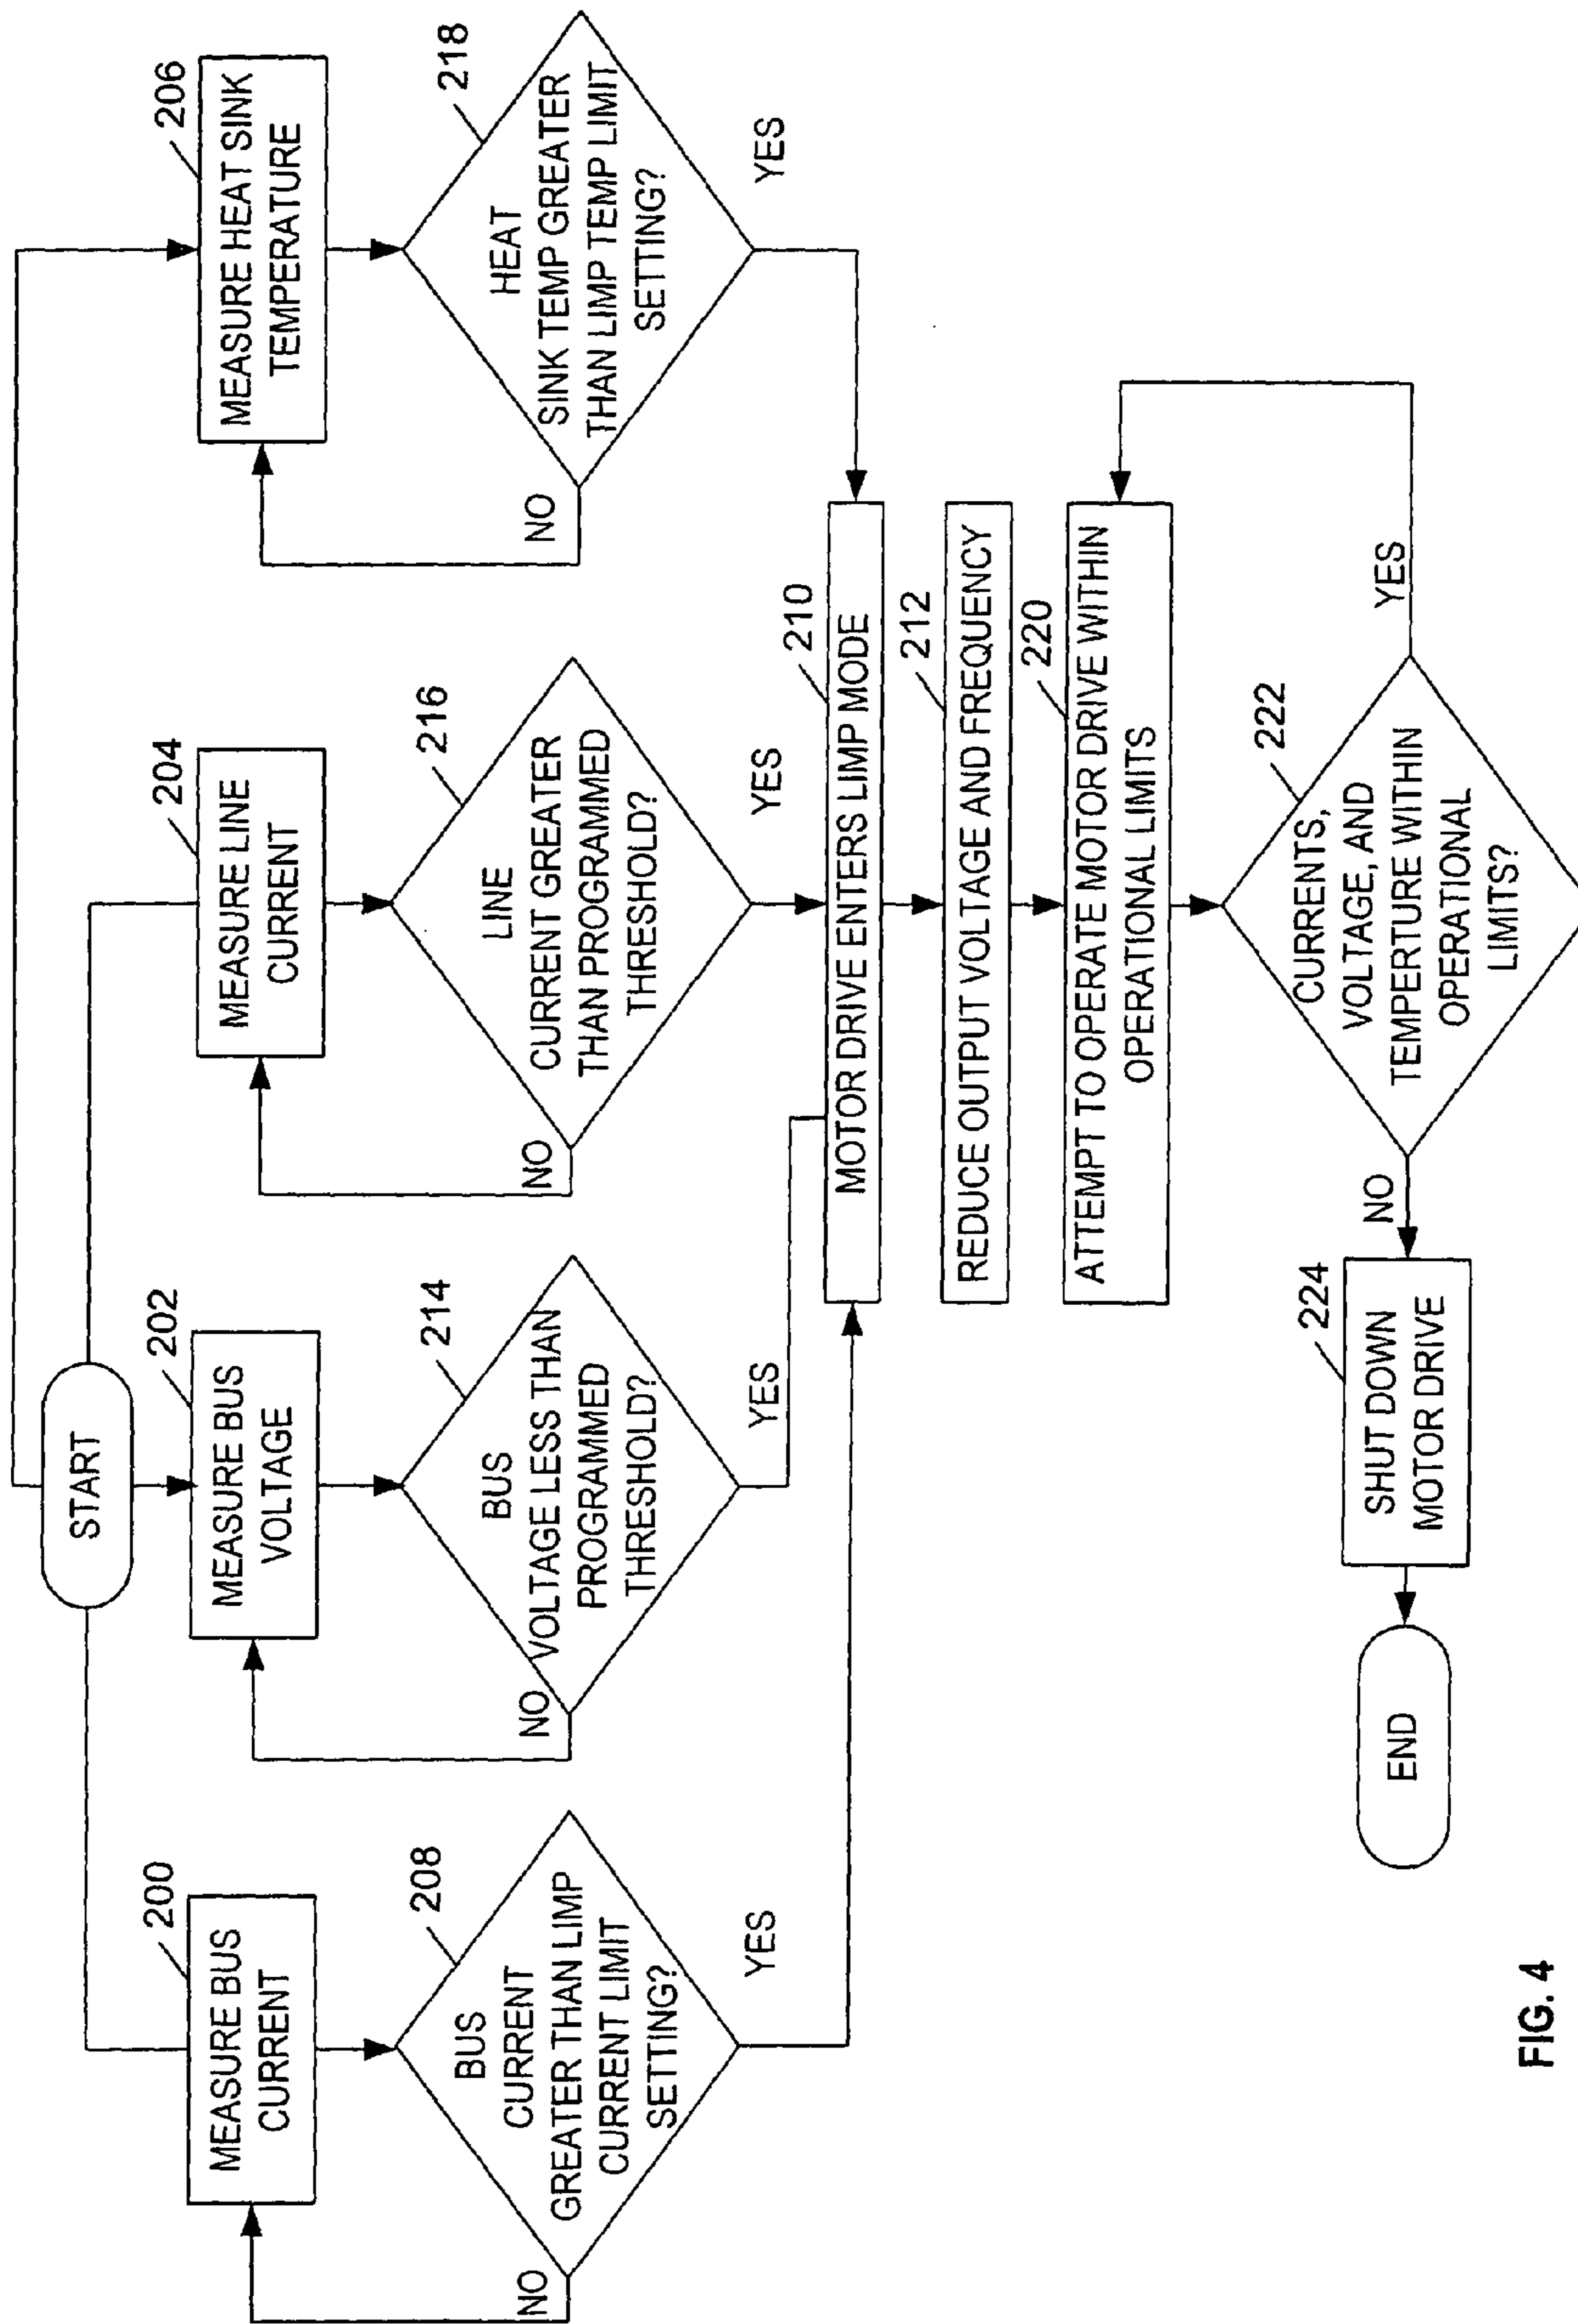 START
200
MEASURE BUS
CURRENT
202
MEASURE BUS
VOLTAGE
204
MEASURE LINE
CURRENT
206
MEASURE HEAT SINK
TEMPERATURE
208
BUS
CURRENT
GREATER THAN LIMP
CURRENT LIMIT
SETTING?
NO
YES
214
BUS
VOLTAGE LESS THAN
PROGRAMMED
THRESHOLD?
NO
YES
216
LINE
CURRENT GREATER
THAN PROGRAMMED
THRESHOLD?
NO
YES
218
HEAT
SINK TEMP GREATER
THAN LIMP TEMP LIMIT
SETTING?
NO
YES
210
MOTOR DRIVE ENTERS LIMP MODE
212
REDUCE OUTPUT VOLTAGE AND FREQUENCY
220
ATTEMPT TO OPERATE MOTOR DRIVE WITHIN
OPERATIONAL LIMITS
222
CURRENTS,
VOLTAGE, AND
TEMPERTURE WITHIN
OPERATIONAL
LIMITS?
YES
NO
224
SHUT DOWN
MOTOR DRIVE
END
FIG. 4